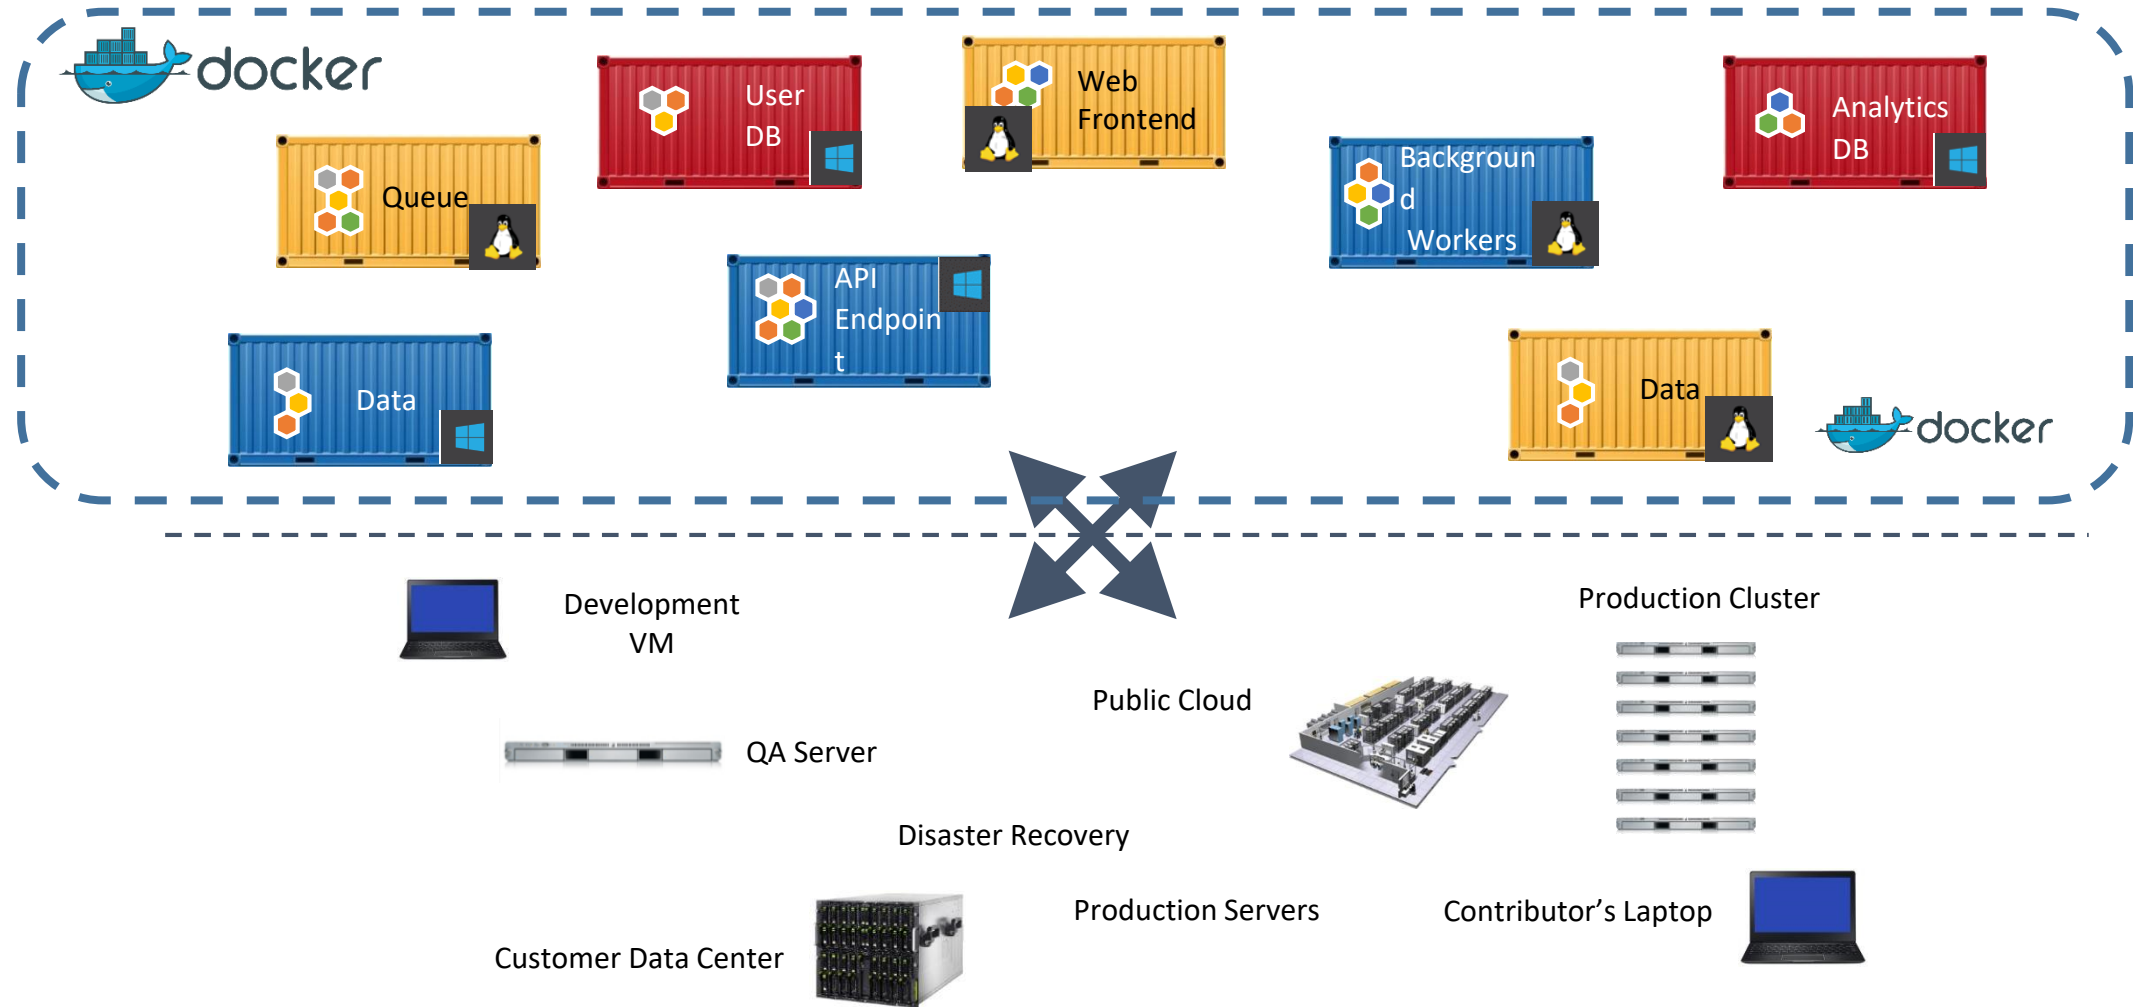 docker
User
DB
Web
Frontend
Analytics
DB
Queue
Backgroun
d
Workers
API
Endpoin
t
Data
Data
docker
Development
VM
Production Cluster
Public Cloud
QA Server
Disaster Recovery
Production Servers
Contributor’s Laptop
Customer Data Center